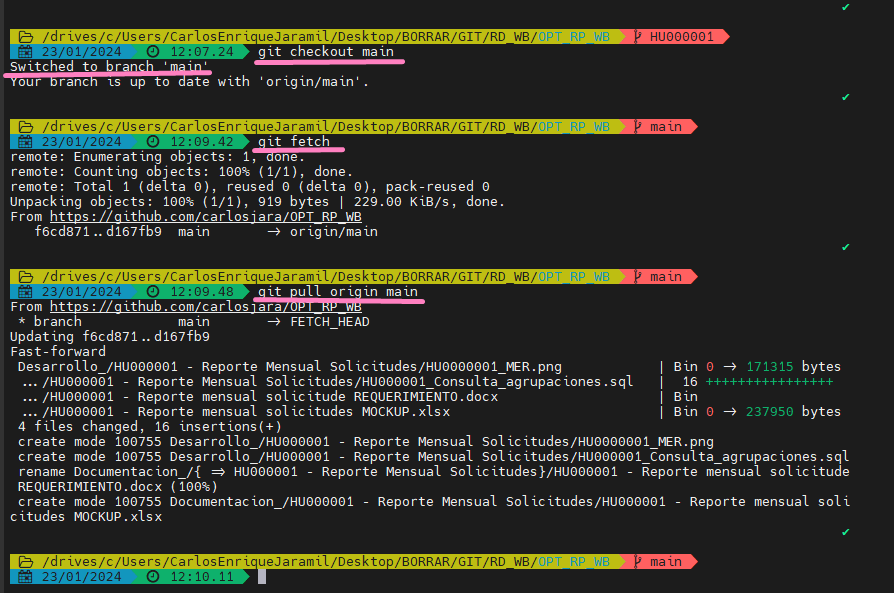 /drives/c/Users/CarlosEnriqueJaramil/Desktop/BORRAR/GIT/RD_WB/OPT_RP_WB HU000001
23/01/2024 12:07.24 git checkout main
Switched to branch 'main'
Your branch is up to date with 'origin/main'.
/drives/c/Users/CarlosEnriqueJaramil/Desktop/BORRAR/GIT/RD_WB/OPT_RP_WB main
23/01/2024 12:09.42 git fetch
remote: Enumerating objects: 1, done.
remote: Counting objects: 100% (1/1), done.
remote: Total 1 (delta 0), reused 0 (delta 0), pack-reused 0
Unpacking objects: 100% (1/1), 919 bytes | 229.00 KiB/s, done.
From https://github.com/carlosjara/OPT_RP_WB
f6cd871..d167fb9 main -> origin/main
/drives/c/Users/CarlosEnriqueJaramil/Desktop/BORRAR/GIT/RD_WB/OPT_RP_WB main
23/01/2024 12:09.48 git pull origin main
From https://github.com/carlosjara/OPT_RP_WB
* branch main -> FETCH_HEAD
Updating f6cd871..d167fb9
Fast-forward
Desarrollo_/HU000001 - Reporte Mensual Solicitudes/HU0000001_MER.png | Bin 0 -> 171315 bytes
.../HU000001 - Reporte Mensual Solicitudes/HU000001_Consulta_agrupaciones.sql | 16 ++++++++++++++++
.../HU000001 - Reporte mensual solicitude REQUERIMIENTO.docx | Bin
.../HU000001 - Reporte mensual solicitudes MOCKUP.xlsx | Bin 0 -> 237950 bytes
4 files changed, 16 insertions(+)
create mode 100755 Desarrollo_/HU000001 - Reporte Mensual Solicitudes/HU0000001_MER.png
create mode 100755 Desarrollo_/HU000001 - Reporte Mensual Solicitudes/HU000001_Consulta_agrupaciones.sql
rename Documentacion_/{ => HU000001 - Reporte Mensual Solicitudes}/HU000001 - Reporte mensual solicitude
REQUERIMIENTO.docx (100%)
create mode 100755 Documentacion_/HU000001 - Reporte Mensual Solicitudes/HU000001 - Reporte mensual soli
citudes MOCKUP.xlsx
/drives/c/Users/CarlosEnriqueJaramil/Desktop/BORRAR/GIT/RD_WB/OPT_RP_WB main
23/01/2024 12:10.11